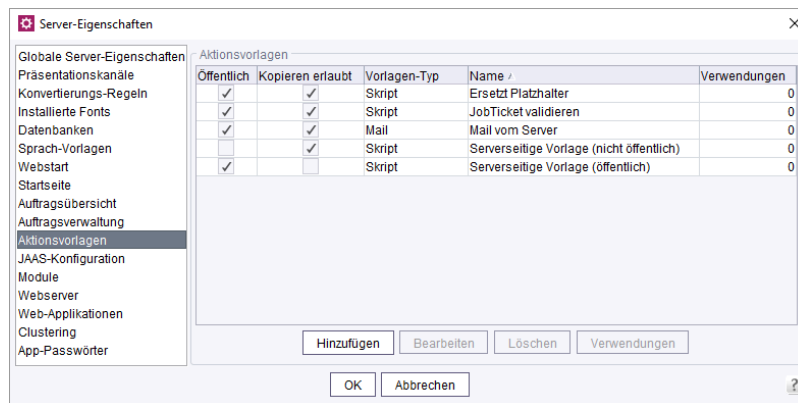 Server-Eigenschaften
Globale Server-Eigenschaften
Präsentationskanäle
Konvertierungs-Regeln
Installierte Fonts
Datenbanken
Sprach-Vorlagen
Webstart
Startseite
Auftragsübersicht
Auftragsverwaltung
Aktionsvorlagen
JAAS-Konfiguration
Module
Webserver
Web-Applikationen
Clustering
App-Passwörter
Aktionsvorlagen
Öffentlich Kopieren erlaubt Vorlagen-Typ Name Verwendungen
Skript Ersetzt Platzhalter 0
Skript JobTicket validieren 0
Mail Mail vom Server 0
Skript Serverseitige Vorlage (nicht öffentlich) 0
Skript Serverseitige Vorlage (öffentlich) 0
Hinzufügen Bearbeiten Löschen Verwendungen
OK Abbrechen ?